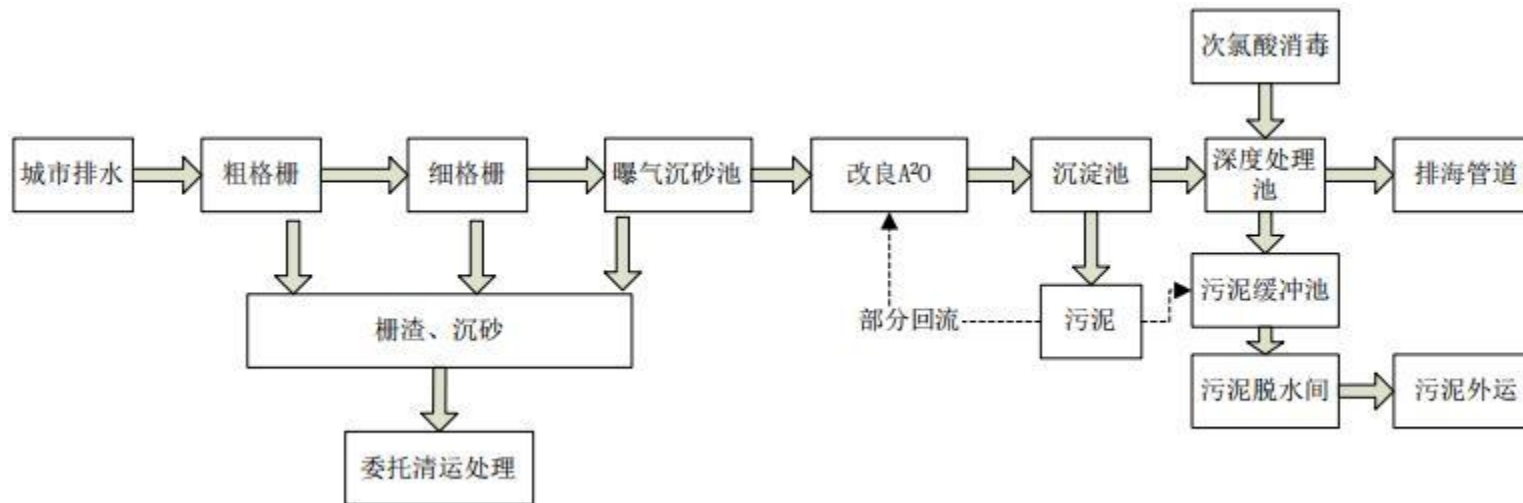 次氯酸消毒
城市排水
粗格栅
细格栅
曝气沉砂池
改良A²O
沉淀池
深度处理
池
排海管道
栅渣、沉砂
部分回流
污泥
污泥缓冲池
污泥脱水间
污泥外运
委托清运处理